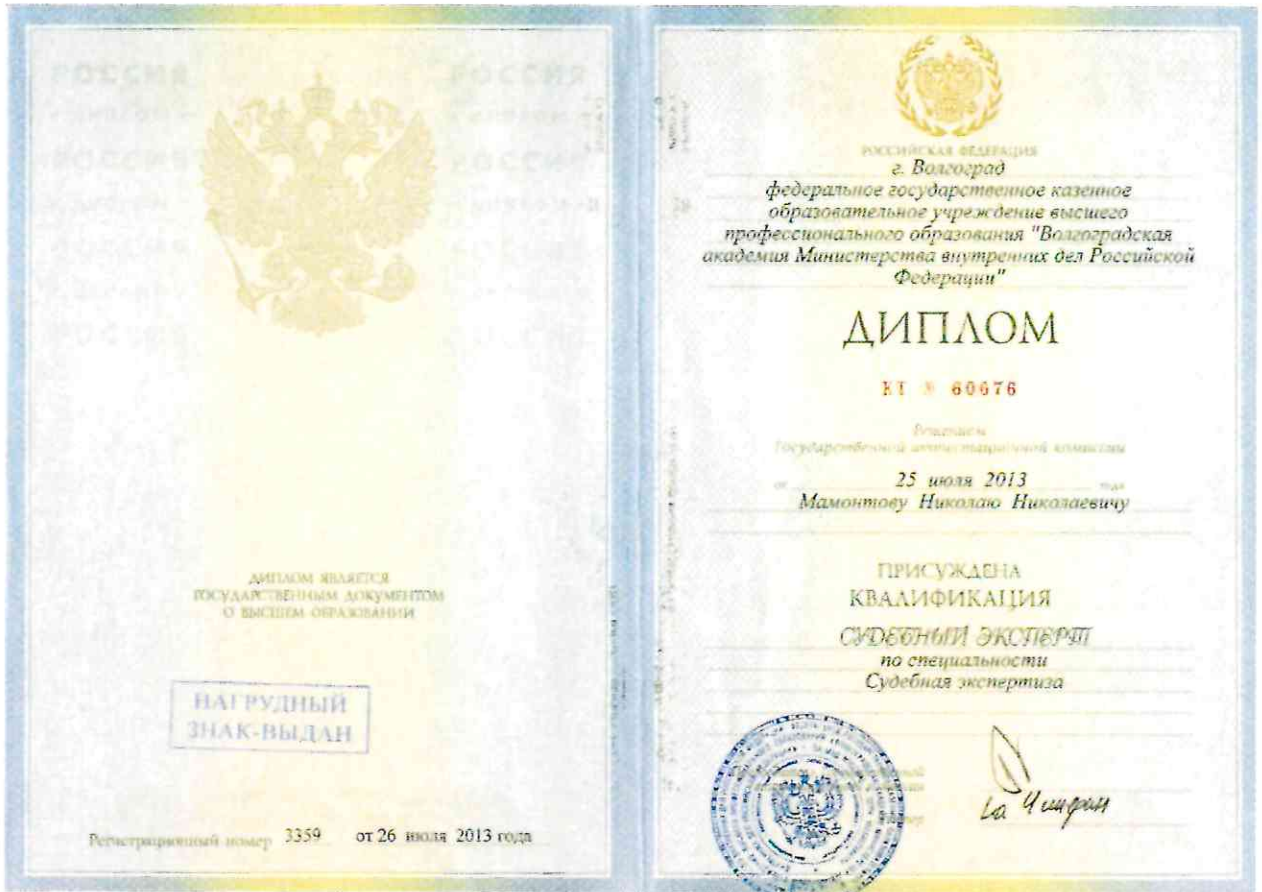 ДИПЛОМ ЯВЛЯЕТСЯ
ГОСУДАРСТВЕННЫМ ДОКУМЕНТОМ
О ВЫСШЕМ ОБРАЗОВАНИИ
НАГРУДНЫЙ
ЗНАК-ВЫДАН
Регистрационный номер 3359 от 26 июля 2013 года
РОССИЙСКАЯ ФЕДЕРАЦИЯ
г. Волгоград
федеральное государственное казенное
образовательное учреждение высшего
профессионального образования "Волгоградская
академия Министерства внутренних дел Российской
Федерации"
ДИПЛОМ
КТ № 60676
Решением
Государственной аттестационной комиссии
от 25 июля 2013 года
Мамонтову Николаю Николаевичу
ПРИСУЖДЕНА
КВАЛИФИКАЦИЯ
СУДЕБНЫЙ ЭКСПЕРТ
по специальности
Судебная экспертиза